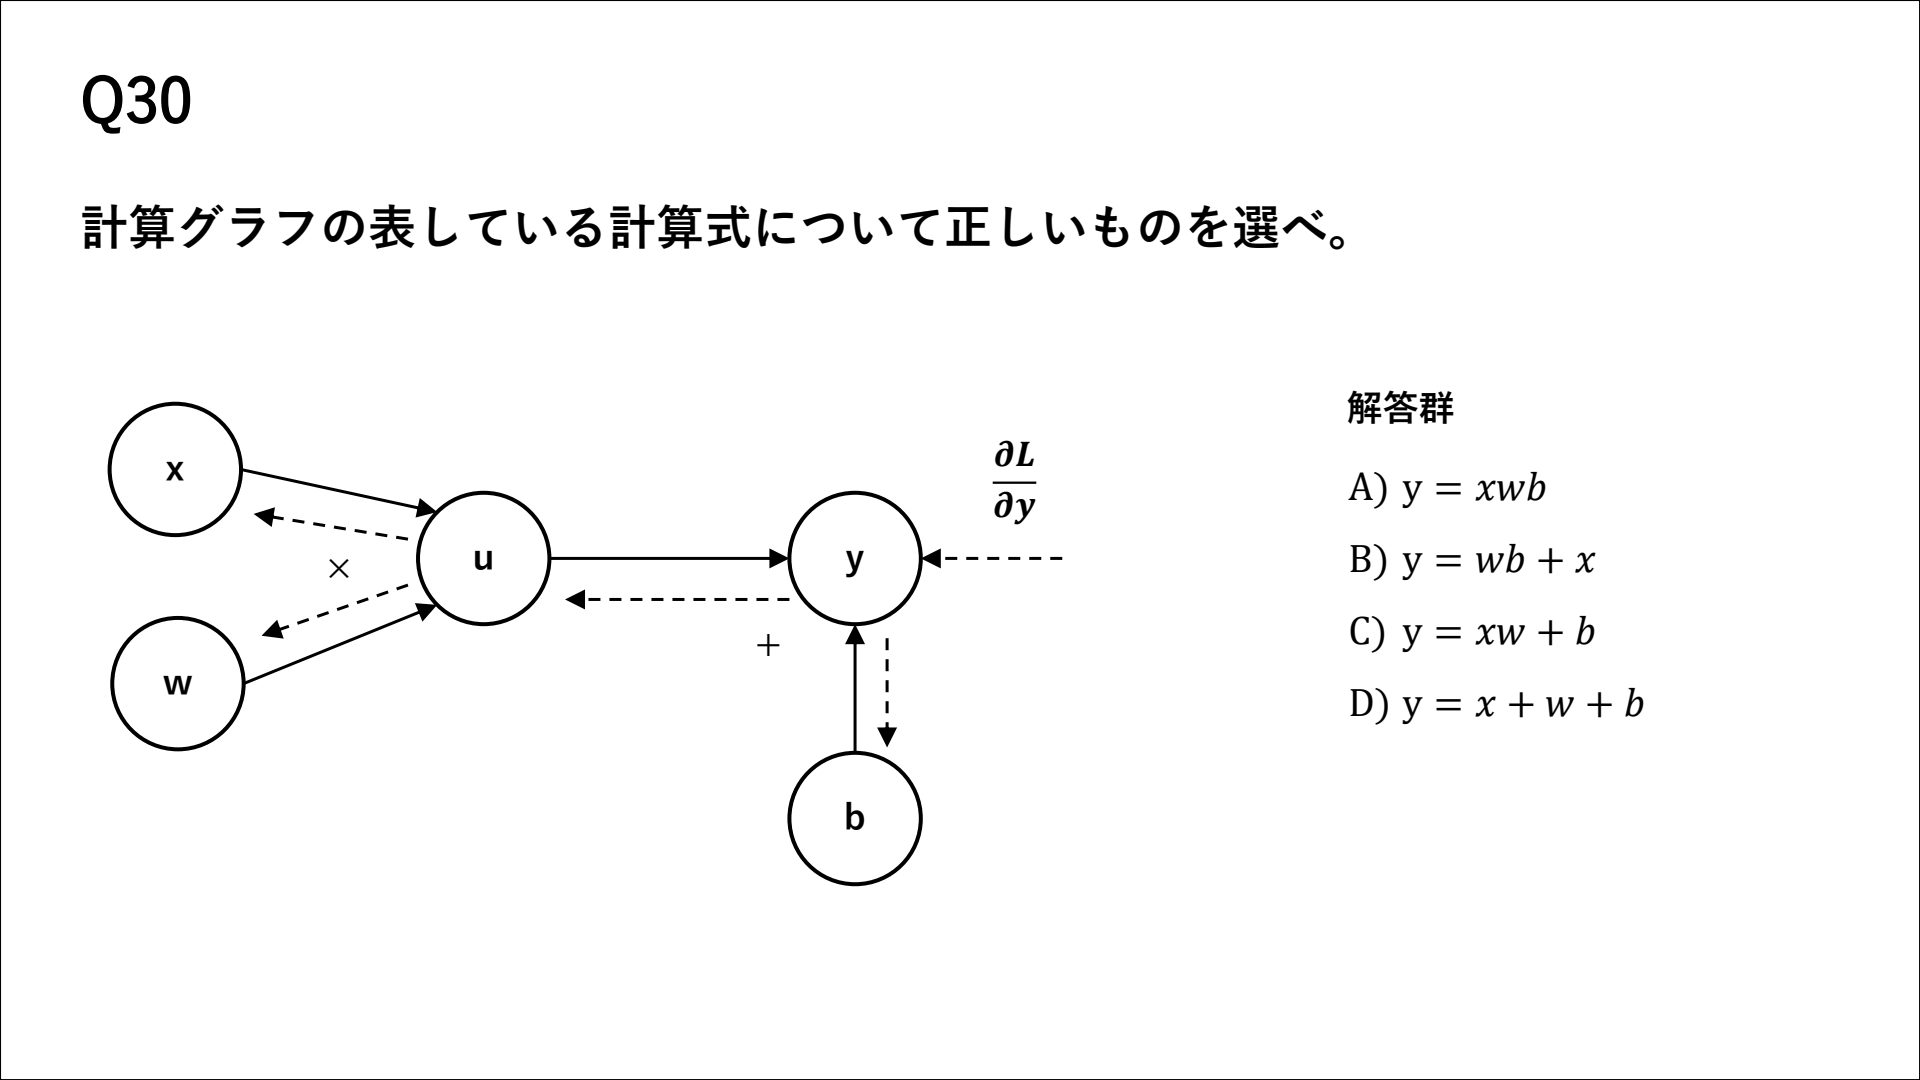 Q30
計算グラフの表している計算式について正しいものを選べ。
x
w
×
u
y
+
b
∂L
∂y
解答群
A) y = xwb
B) y = wb + x
C) y = xw + b
D) y = x + w + b